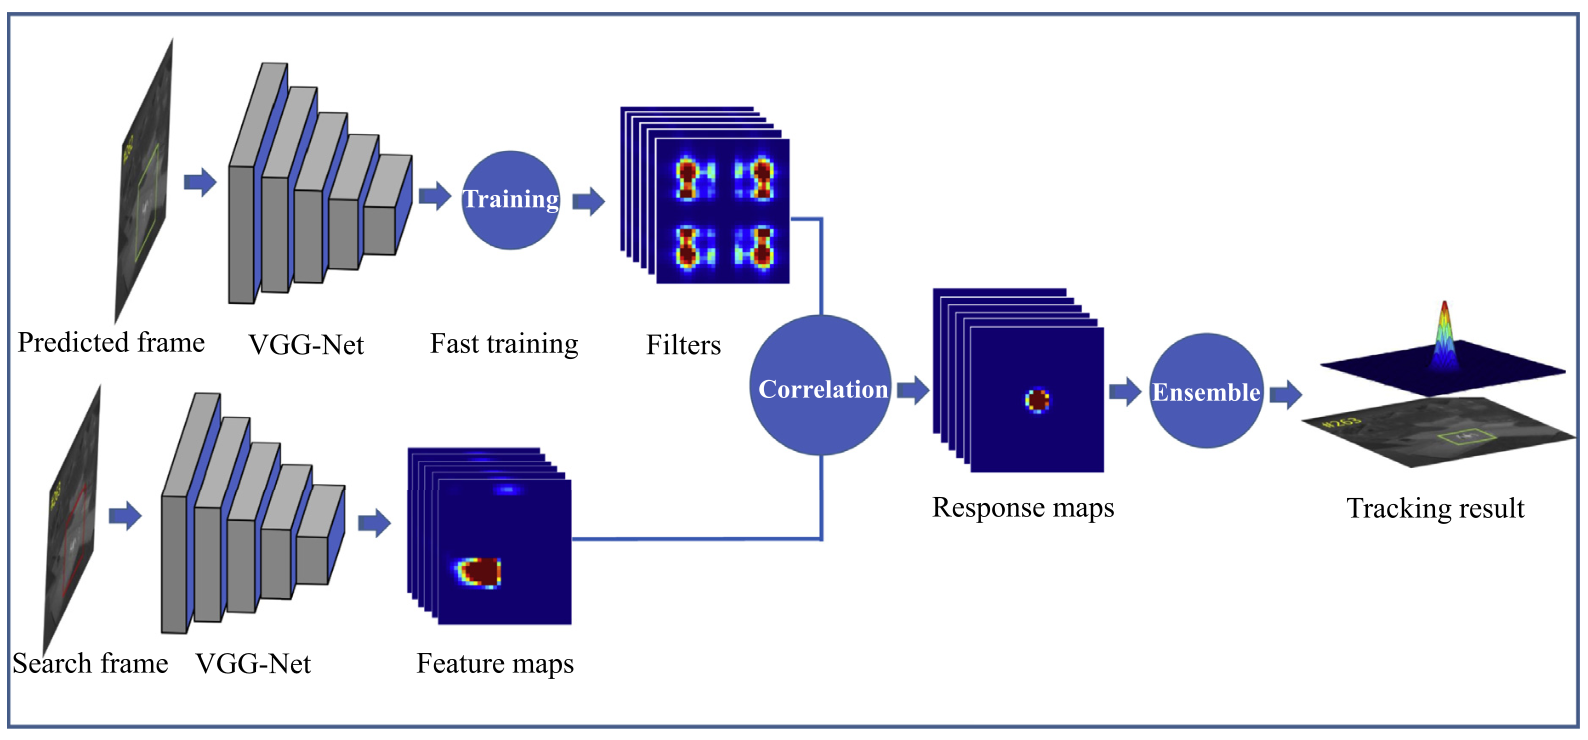 Training
Predicted frame
VGG-Net
Fast training
Filters
Correlation
Ensemble
#263
Response maps
Tracking result
Search frame
VGG-Net
Feature maps